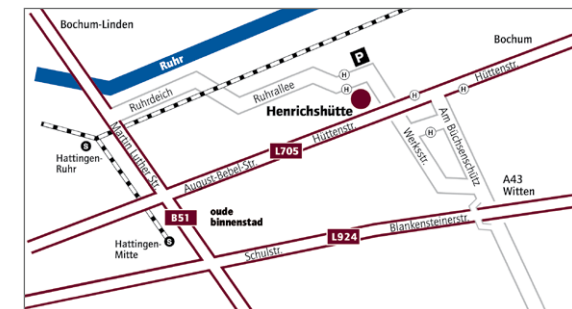 Bochum-Linden
Ruhr
P
Bochum
H
Ruhrdeich
Ruhrallee
H
H
H
Hüttenstr.
Henrichshütte
Martin Luther Str.
S
Hattingen-
Ruhr
L705
Hüttenstr.
Werksstr.
H
Am Büchsenschütz
August-Bebel-Str.
A43
Witten
B51
oude
binnenstad
Hattingen-
Mitte
S
Schulstr.
L924
Blankensteinerstr.